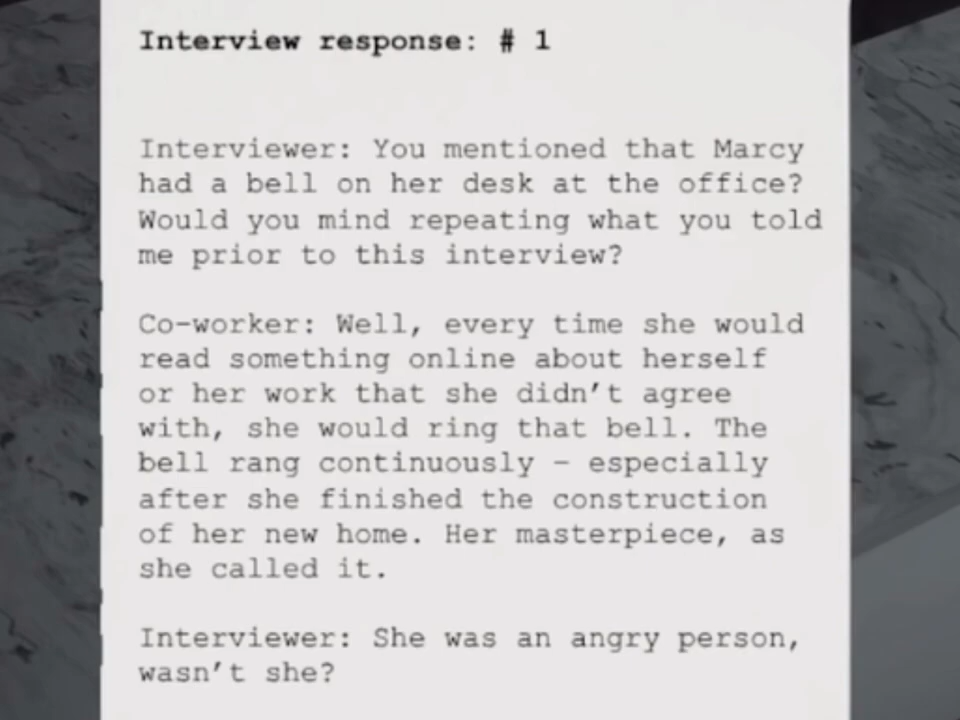 Interview response: # 1
Interviewer: You mentioned that Marcy
had a bell on her desk at the office?
Would you mind repeating what you told
me prior to this interview?
Co-worker: Well, every time she would
read something online about herself
or her work that she didn't agree
with, she would ring that bell. The
bell rang continuously – especially
after she finished the construction
of her new home. Her masterpiece, as
she called it.
Interviewer: She was an angry person,
wasn't she?